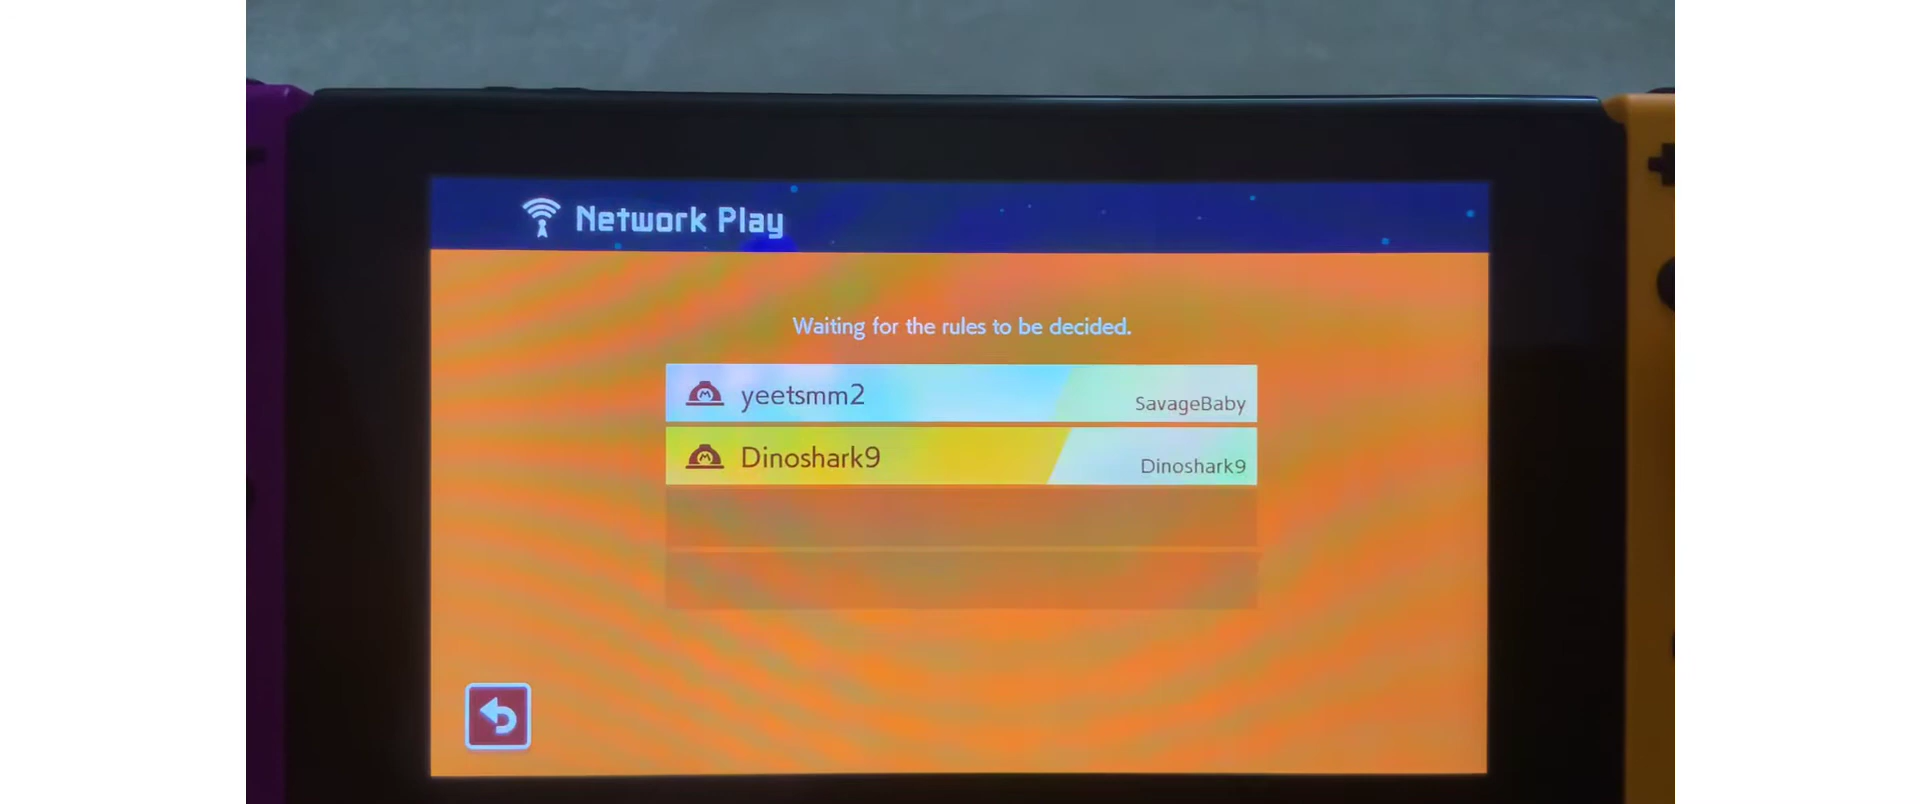 Network Play
Waiting for the rules to be decided.
yeetsmm2
SavageBaby
Dinoshark9
Dinoshark9